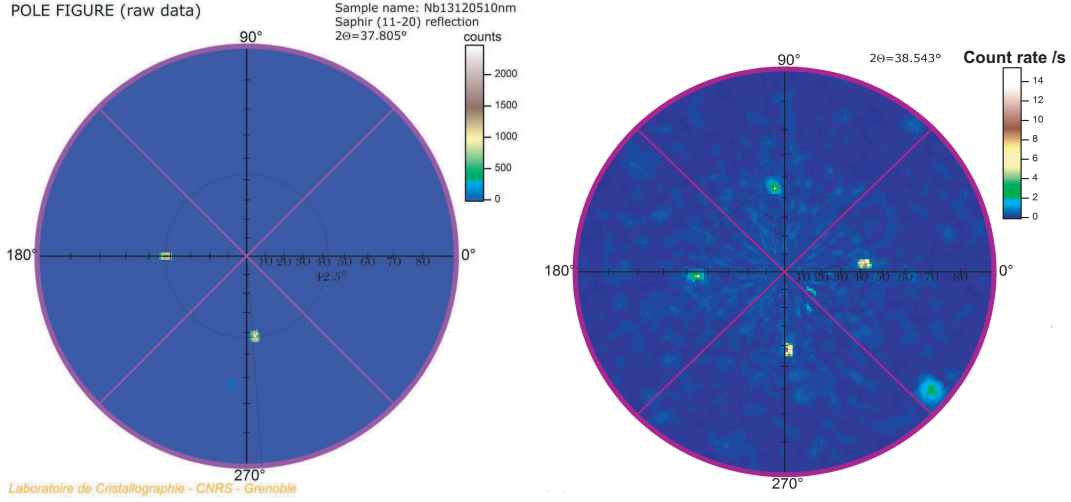 POLE FIGURE (raw data)
Sample name: Nb13120510nm
Saphir (11-20) reflection
2Θ=37.805°
counts
2000
1500
1000
500
0
90°
180°
0°
10 20 30 40 50 60 70 80
42.5°
270°
Laboratoire de Cristallographie - CNRS - Grenoble
2Θ=38.543°
Count rate /s
14
12
10
8
6
4
2
0
90°
180°
0°
10 20 30 40 50 60 70 80
270°